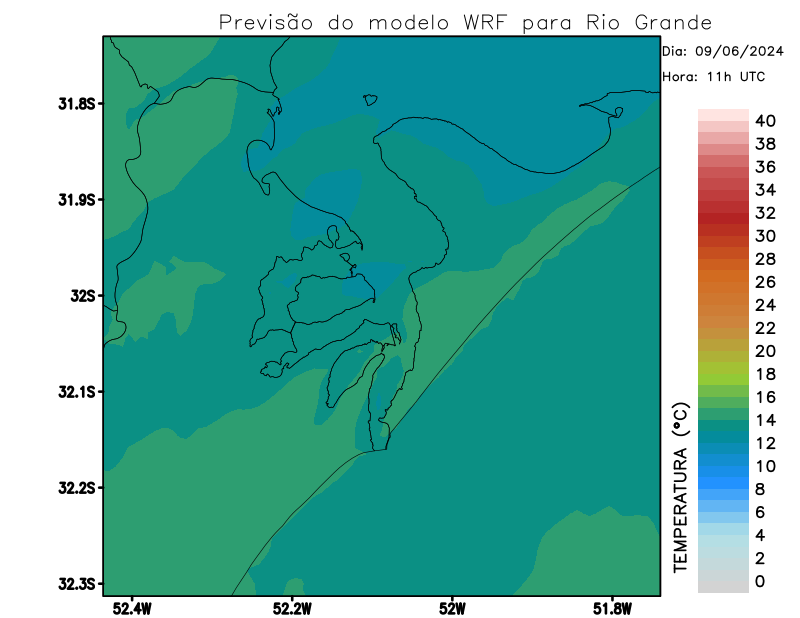 Previsão do modelo WRF para Rio Grande
Dia: 09/06/2024
Hora: 11h UTC
31.8S
31.9S
32S
32.1S
32.2S
32.3S
52.4W
52.2W
52W
51.8W
TEMPERATURA (°C)
40
38
36
34
32
30
28
26
24
22
20
18
16
14
12
10
8
6
4
2
0